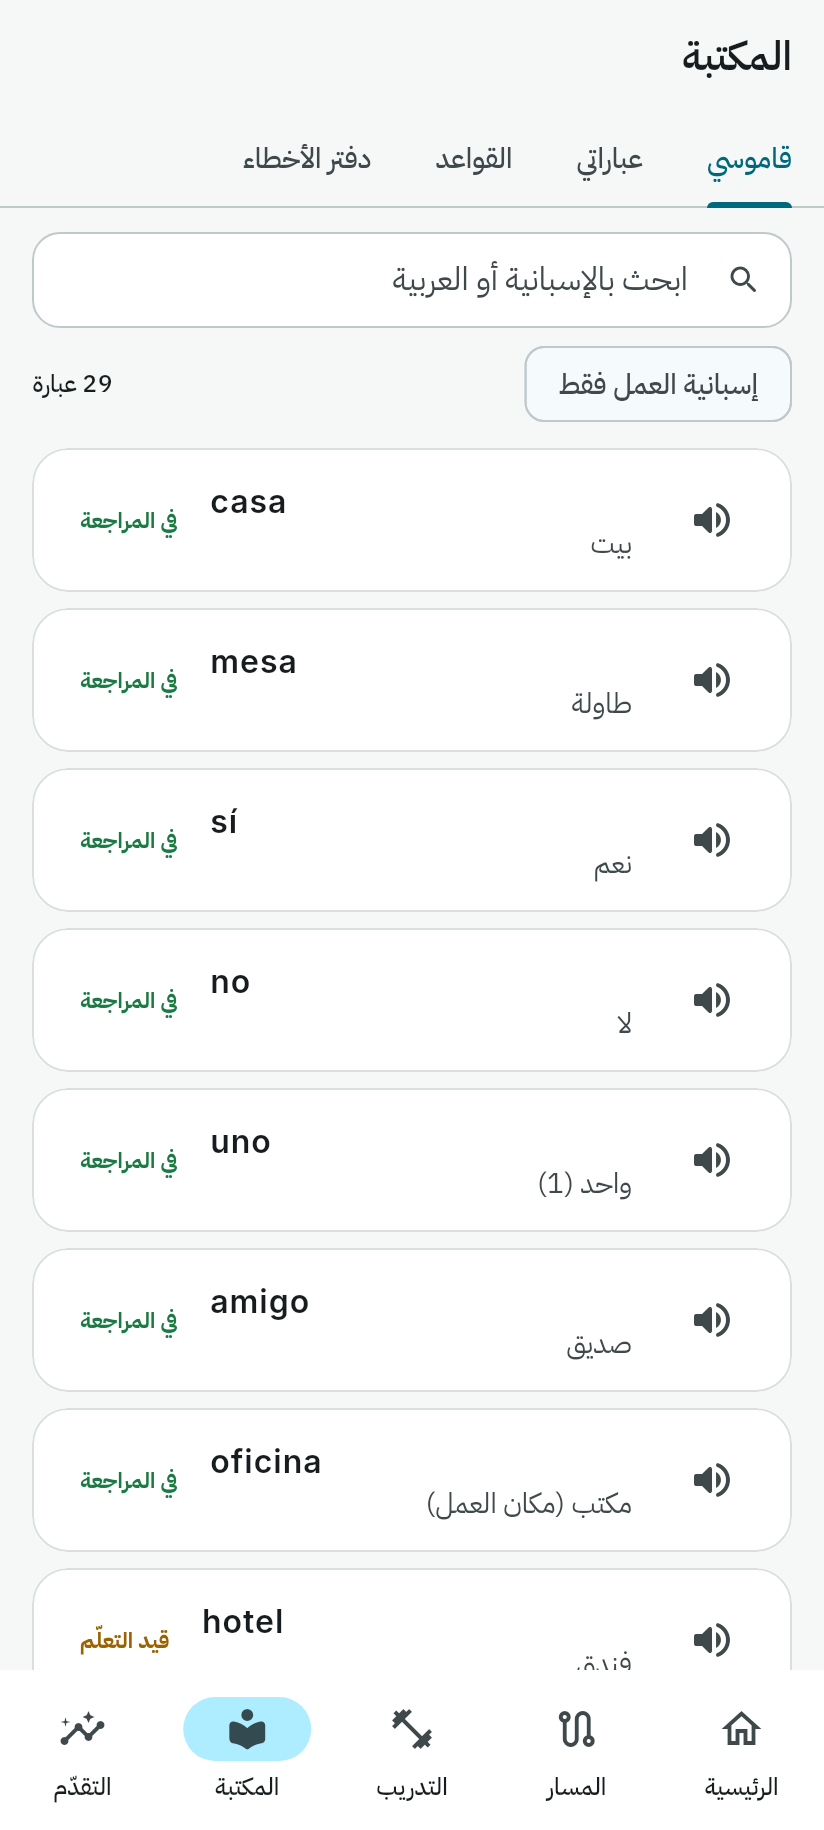 المكتبة
قاموسي
عباراتي
القواعد
دفتر الأخطاء
ابحث بالإسبانية أو العربية
إسبانية العمل فقط
29 عبارة
casa
بيت
في المراجعة
mesa
طاولة
في المراجعة
sí
نعم
في المراجعة
no
لا
في المراجعة
uno
واحد (1)
في المراجعة
amigo
صديق
في المراجعة
oficina
مكتب (مكان العمل)
في المراجعة
hotel
فندق
قيد التعلّم
الرئيسية
المسار
التدريب
المكتبة
التقدّم